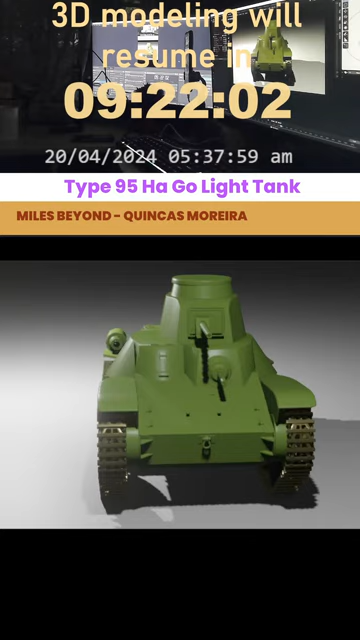 3D modeling will
resume in
09:22:02
20/04/2024 05:37:59 am
Type 95 Ha Go Light Tank
MILES BEYOND - QUINCAS MOREIRA